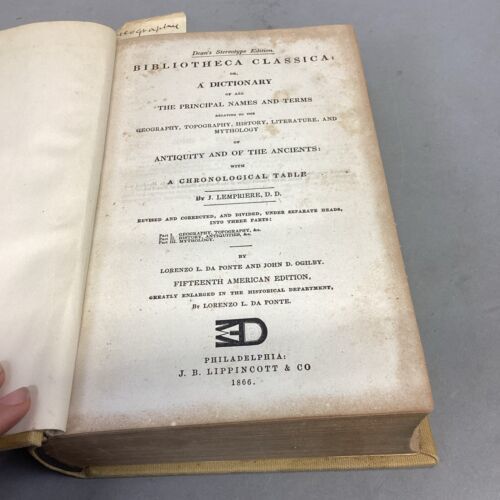 Geography
Dean's Stereotype Edition.
BIBLIOTHECA CLASSICA:
OR,
A DICTIONARY
OF ALL
THE PRINCIPAL NAMES AND TERMS
RELATING TO THE
GEOGRAPHY, TOPOGRAPHY, HISTORY, LITERATURE, AND
MYTHOLOGY
OF
ANTIQUITY AND OF THE ANCIENTS:
WITH
A CHRONOLOGICAL TABLE
By J. LEMPRIERE, D. D.
REVISED AND CORRECTED, AND DIVIDED, UNDER SEPARATE HEADS,
INTO THREE PARTS:
Part I. GEOGRAPHY, TOPOGRAPHY, &c.
Part II. HISTORY, ANTIQUITIES, &c.
Part III. MYTHOLOGY.
BY
LORENZO L. DA PONTE AND JOHN D. OGILBY.
FIFTEENTH AMERICAN EDITION,
GREATLY ENLARGED IN THE HISTORICAL DEPARTMENT,
By LORENZO L. DA PONTE.
PHILADELPHIA:
J. B. LIPPINCOTT & CO
1866.